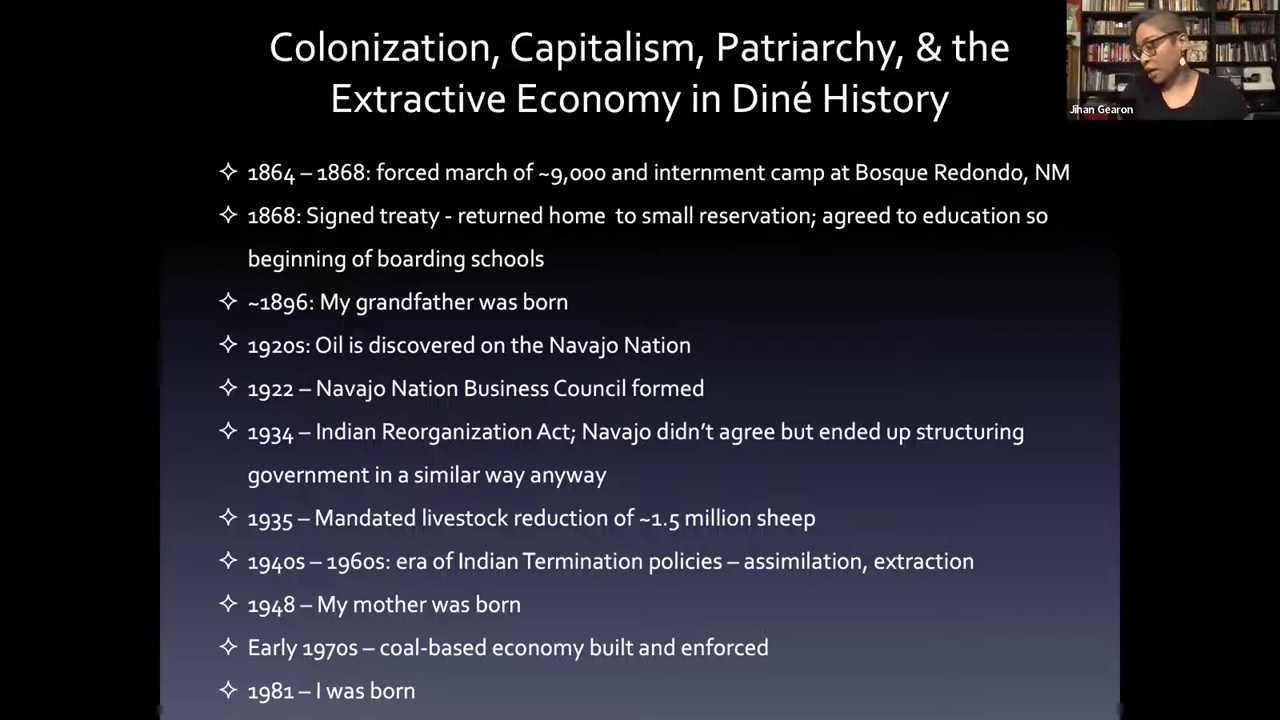 Colonization, Capitalism, Patriarchy, & the
Extractive Economy in Diné History
Jihan Gearon
1864 – 1868: forced march of ~9,000 and internment camp at Bosque Redondo, NM
1868: Signed treaty - returned home to small reservation; agreed to education so
beginning of boarding schools
~1896: My grandfather was born
1920s: Oil is discovered on the Navajo Nation
1922 – Navajo Nation Business Council formed
1934 – Indian Reorganization Act; Navajo didn’t agree but ended up structuring
government in a similar way anyway
1935 – Mandated livestock reduction of ~1.5 million sheep
1940s – 1960s: era of Indian Termination policies – assimilation, extraction
1948 – My mother was born
Early 1970s – coal-based economy built and enforced
1981 – I was born